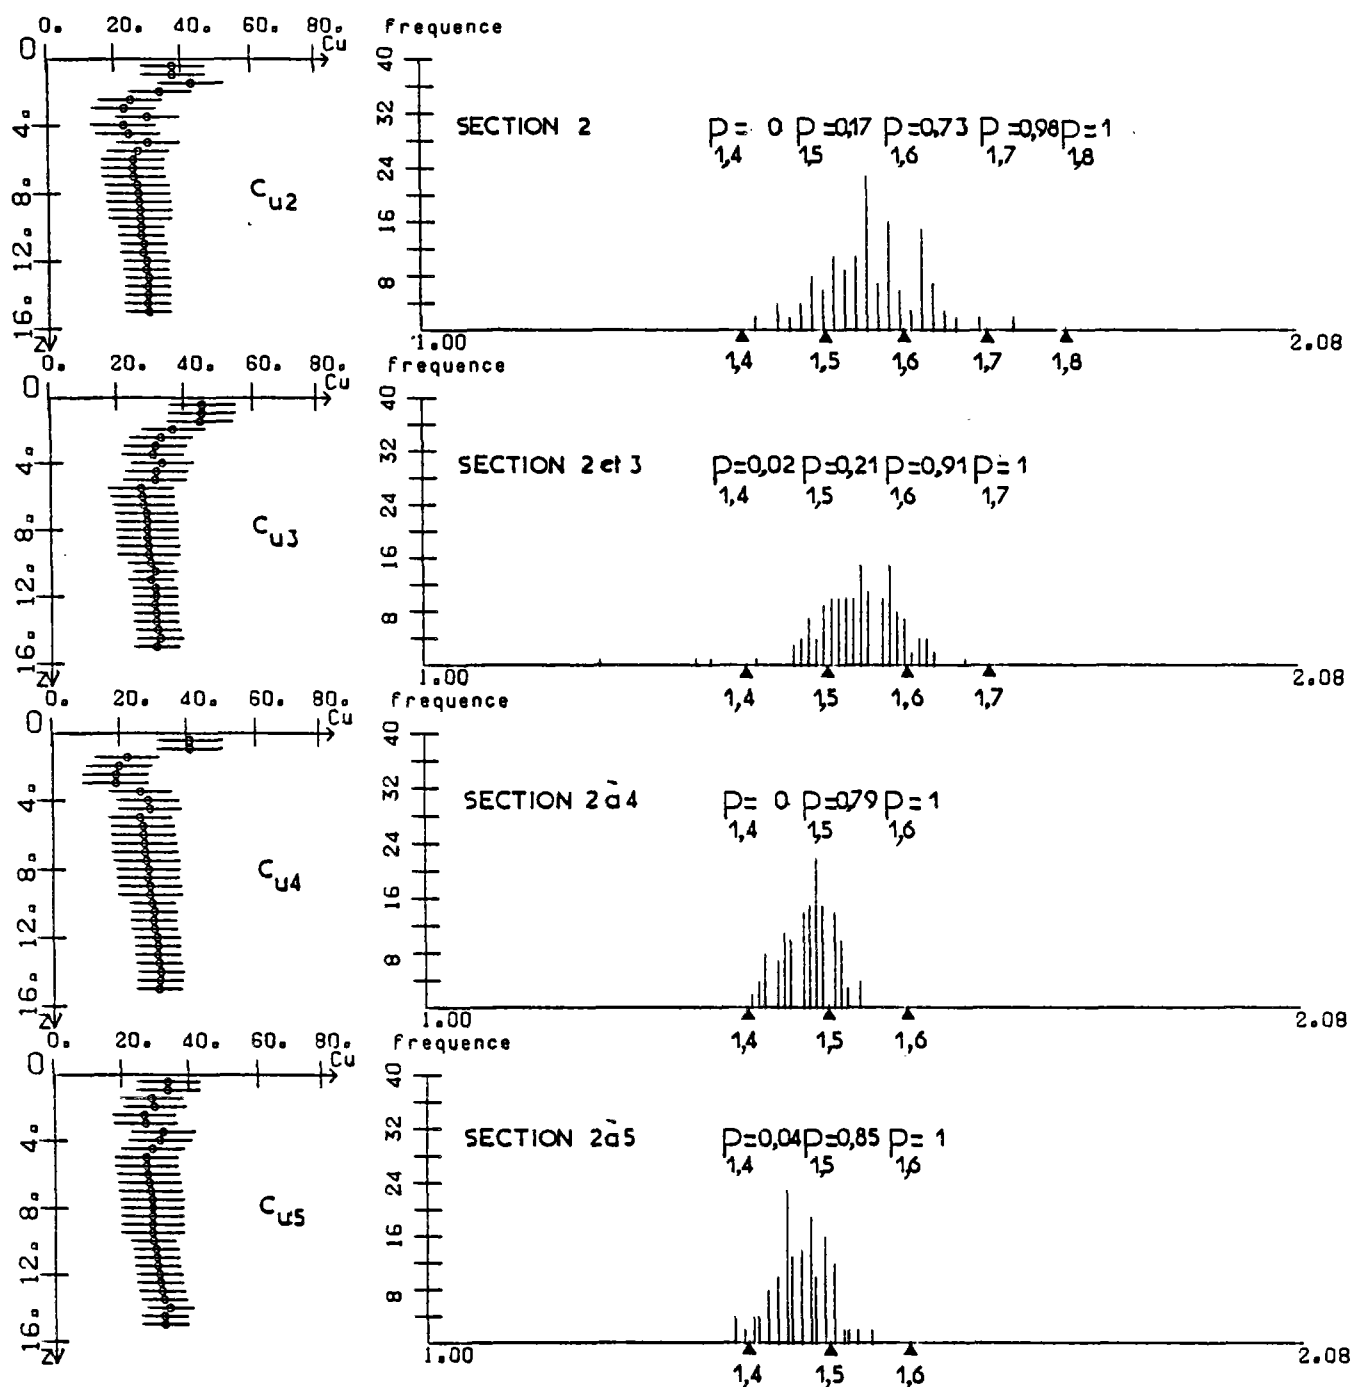 0. 20. 40. 60. 80. frequence
0 Cu
4. 8. 12. 16. Z
C u2
40 32 24 16 8
SECTION 2 p= 0 p=0,17 p=0,73 p=0,98 p=1
1,4 1,5 1,6 1,7 1,8
1.00 2.08
1,4 1,5 1,6 1,7 1,8
0. 20. 40. 60. 80. frequence
0 Cu
4. 8. 12. 16. Z
C u3
40 32 24 16 8
SECTION 2 et 3 p=0,02 p=0,21 p=0,91 p=1
1,4 1,5 1,6 1,7
1.00 2.08
1,4 1,5 1,6 1,7
0. 20. 40. 60. 80. frequence
0 Cu
4. 8. 12. 16. Z
C u4
40 32 24 16 8
SECTION 2 à 4 p= 0. p=0,79 p=1
1,4 1,5 1,6
1.00 2.08
1,4 1,5 1,6
0. 20. 40. 60. 80. frequence
0 Cu
4. 8. 12. 16. Z
C u5
40 32 24 16 8
SECTION 2 à 5 p=0,04 p=0,85 p= 1
1,4 1,5 1,6
1.00 2.08
1,4 1,5 1,6